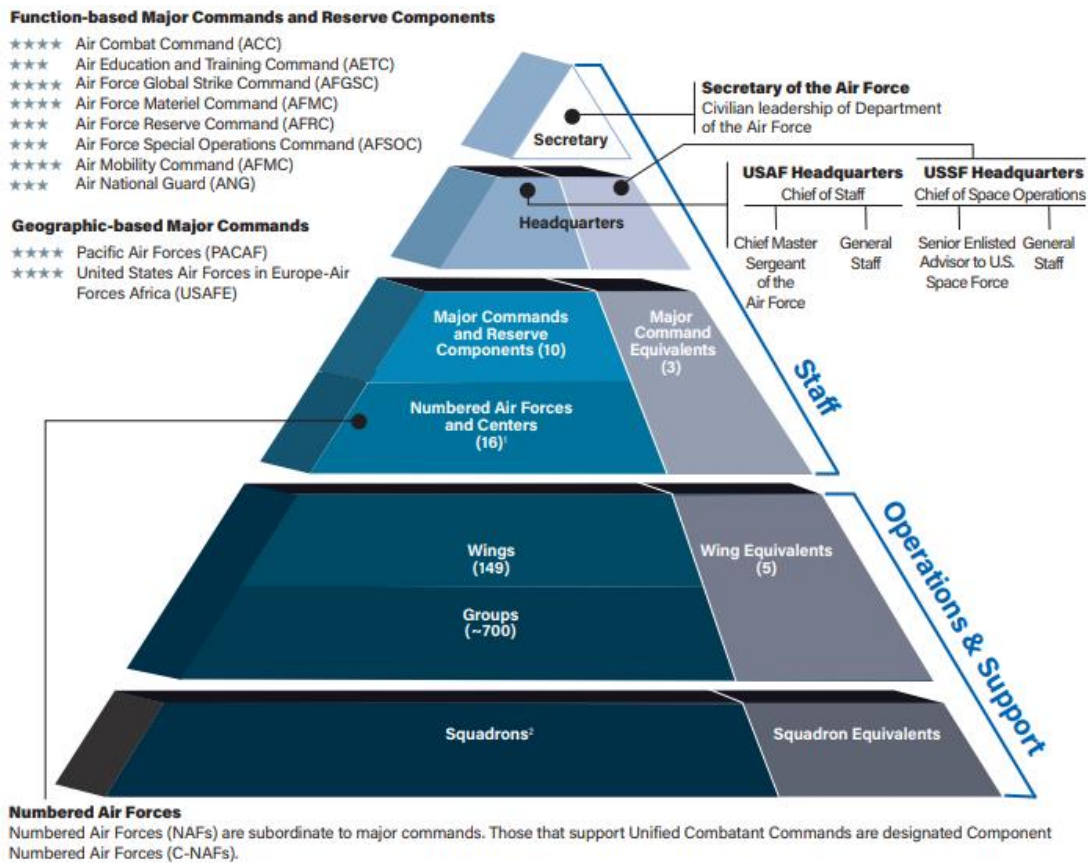 Function-based Major Commands and Reserve Components
★★★★ Air Combat Command (ACC)
★★★ Air Education and Training Command (AETC)
★★★★ Air Force Global Strike Command (AFGSC)
★★★★ Air Force Materiel Command (AFMC)
★★★ Air Force Reserve Command (AFRC)
★★★ Air Force Special Operations Command (AFSOC)
★★★★ Air Mobility Command (AFMC)
★★★ Air National Guard (ANG)
Geographic-based Major Commands
★★★★ Pacific Air Forces (PACAF)
★★★★ United States Air Forces in Europe-Air
Forces Africa (USAFE)
Secretary
Secretary of the Air Force
Civilian leadership of Department
of the Air Force
Headquarters
USAF Headquarters
Chief of Staff
Chief Master
Sergeant
of the
Air Force
General
Staff
USSF Headquarters
Chief of Space Operations
Senior Enlisted
Advisor to U.S.
Space Force
General
Staff
Major Commands
and Reserve
Components (10)
Major
Command
Equivalents
(3)
Numbered Air Forces
and Centers
(16)¹
Staff
Wings
(149)
Wing Equivalents
(5)
Groups
(~700)
Operations & Support
Squadrons²
Squadron Equivalents
Numbered Air Forces
Numbered Air Forces (NAFs) are subordinate to major commands. Those that support Unified Combatant Commands are designated Component
Numbered Air Forces (C-NAFs).